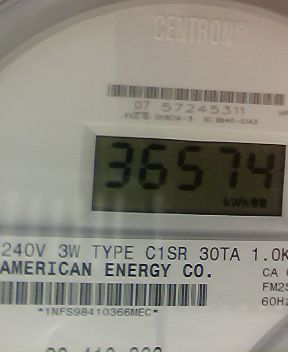 CENTRON®
07 57245311
36574
kWh
240V 3W TYPE C1SR 30TA 1.0K
AMERICAN ENERGY CO.
CA
FM2S
60Hz
*1NFS98410366MEC*